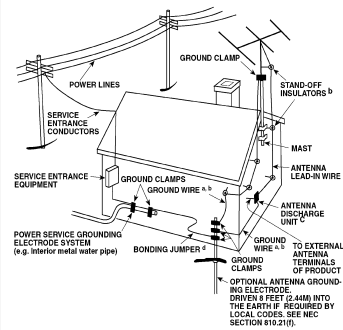 GROUND CLAMP
POWER LINES
STAND-OFF
INSULATORS b
SERVICE
ENTRANCE
CONDUCTORS
MAST
ANTENNA
LEAD-IN WIRE
SERVICE ENTRANCE
EQUIPMENT
GROUND CLAMPS
GROUND WIRE a, b
ANTENNA
DISCHARGE
UNIT C
POWER SERVICE GROUNDING
ELECTRODE SYSTEM
(e.g. Interior metal water pipe)
BONDING JUMPER d
GROUND
WIRE a, b
GROUND
CLAMPS
TO EXTERNAL
ANTENNA
TERMINALS
OF PRODUCT
OPTIONAL ANTENNA GROUND-
ING ELECTRODE.
DRIVEN 8 FEET (2.44M) INTO
THE EARTH IF REQUIRED BY
LOCAL CODES. SEE NEC
SECTION 810.21(f).